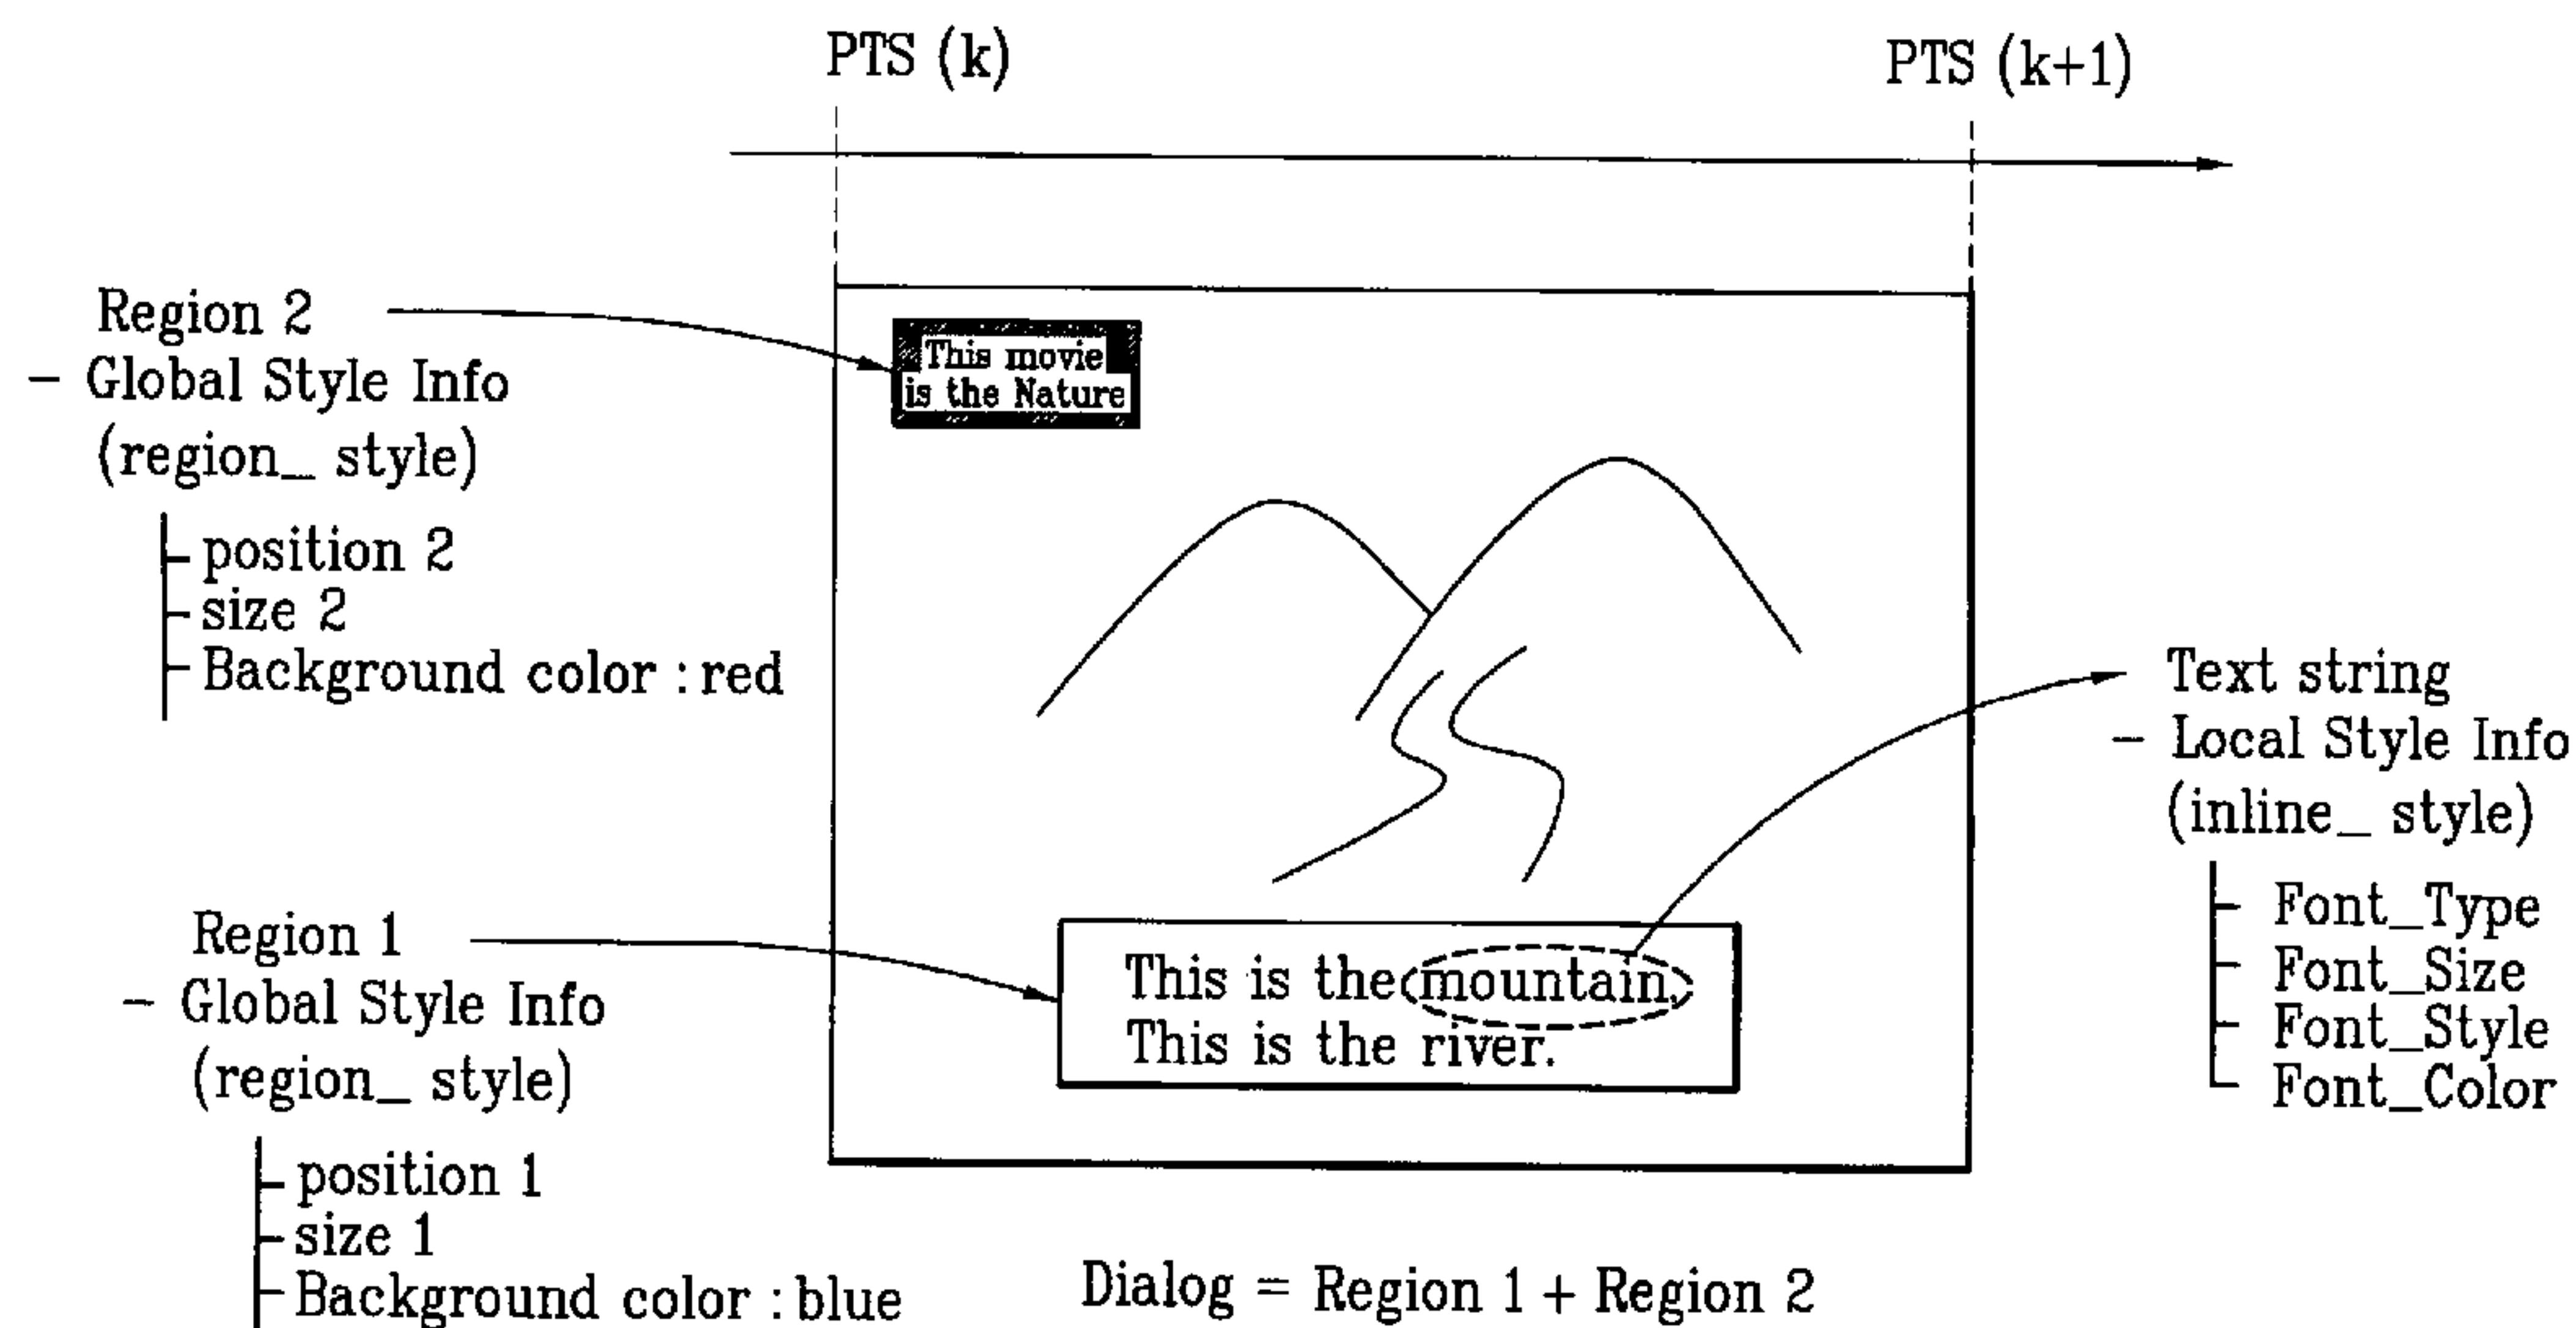 PTS (k)
PTS (k+1)
Region 2
- Global Style Info
(region_ style)
position 2
size 2
Background color : red
This movie
is the Nature
Text string
- Local Style Info
(inline_ style)
Font_Type
Font_Size
Font_Style
Font_Color
Region 1
- Global Style Info
(region_ style)
position 1
size 1
Background color : blue
This is the mountain.
This is the river.
Dialog = Region 1 + Region 2